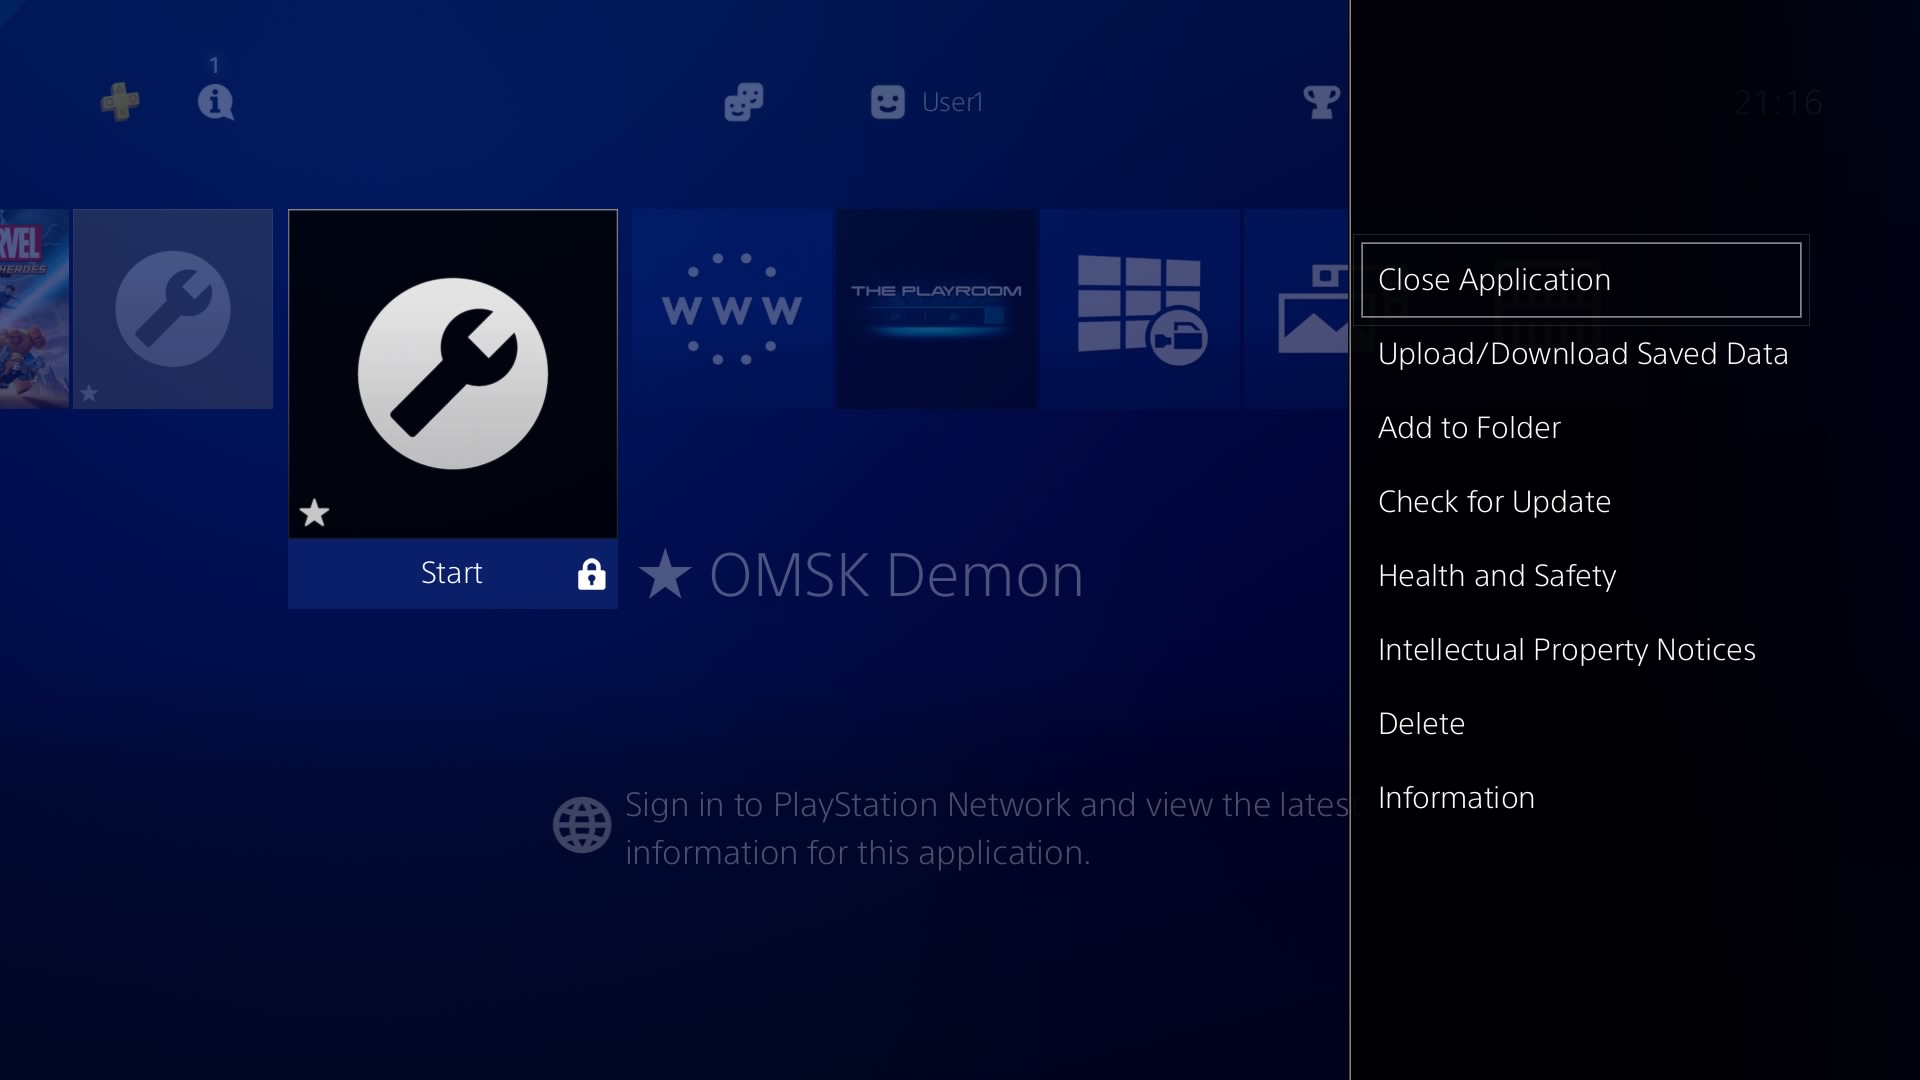 1
User1
21:16
RVEL
HEROES
WWW
THE PLAYROOM
Start
★ OMSK Demon
Sign in to PlayStation Network and view the lates
information for this application.
Close Application
Upload/Download Saved Data
Add to Folder
Check for Update
Health and Safety
Intellectual Property Notices
Delete
Information